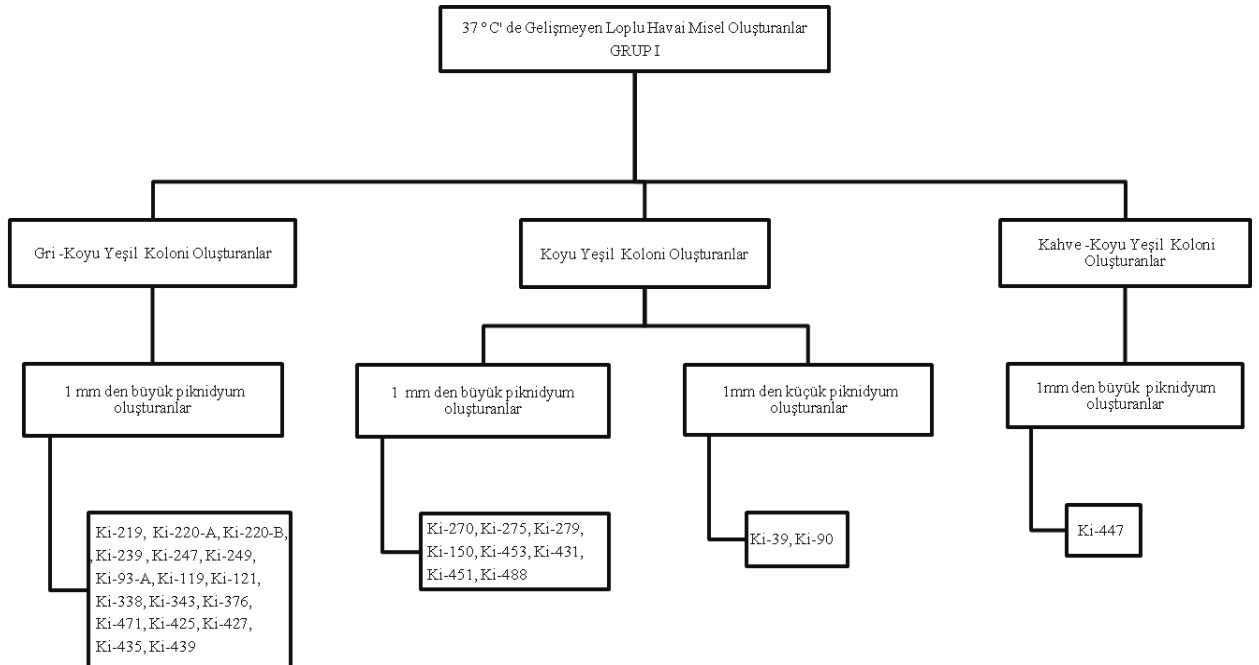 37 °C' de Gelişmeyen Loplu Havai Misel Oluşturanlar
GRUP I
Gri -Koyu Yeşil Koloni Oluşturanlar
Koyu Yeşil Koloni Oluşturanlar
Kahve -Koyu Yeşil Koloni
Oluşturanlar
1 mm den büyük piknidyum
oluşturanlar
1 mm den büyük piknidyum
oluşturanlar
1mm den küçük piknidyum
oluşturanlar
1mm den büyük piknidyum
oluşturanlar
Ki-219, Ki-220-A, Ki-220-B,
, Ki-239, Ki-247, Ki-249,
Ki-93-A, Ki-119, Ki-121,
Ki-338, Ki-343, Ki-376,
Ki-471, Ki-425, Ki-427,
Ki-435, Ki-439
Ki-270, Ki-275, Ki-279,
Ki-150, Ki-453, Ki-431,
Ki-451, Ki-488
Ki-39, Ki-90
Ki-447